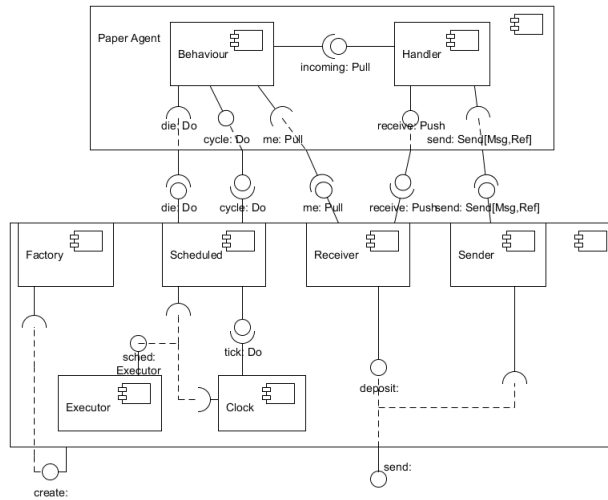 Paper Agent
Behaviour
Handler
incoming: Pull
die: Do
cycle: Do
me: Pull
receive: Push
send: Send[Msg,Ref]
die: Do
cycle: Do
me: Pull
receive: Push
send: Send[Msg,Ref]
Factory
Scheduled
Receiver
Sender
sched:
Executor
tick: Do
deposit:
Executor
Clock
send:
create: